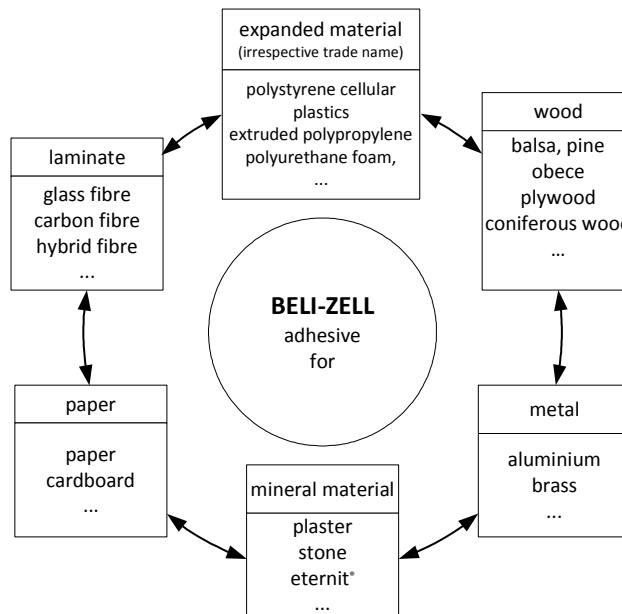 expanded material
(irrespective trade name)
polystyrene cellular
plastics
extruded polypropylene
polyurethane foam,
...
wood
balsa, pine
obece
plywood
coniferous wood
...
laminate
glass fibre
carbon fibre
hybrid fibre
...
BELI-ZELL
adhesive
for
paper
paper
cardboard
...
metal
aluminium
brass
...
mineral material
plaster
stone
eternit®
...